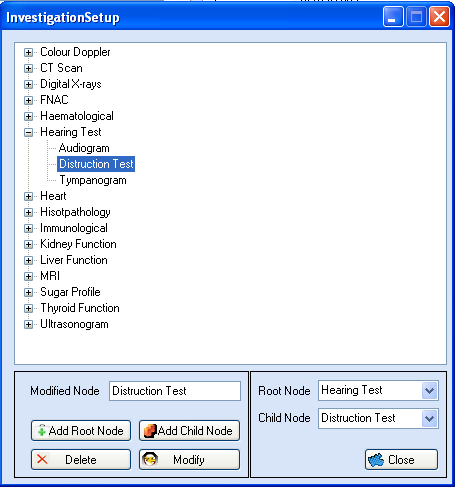 InvestigationSetup
Colour Doppler
CT Scan
Digital X-rays
FNAC
Haematological
Hearing Test
Audiogram
Distruction Test
Tympanogram
Heart
Hisotpathology
Immunological
Kidney Function
Liver Function
MRI
Sugar Profile
Thyroid Function
Ultrasonogram
Modified Node Distruction Test
Add Root Node Add Child Node
Delete Modify
Root Node Hearing Test
Child Node Distruction Test
Close